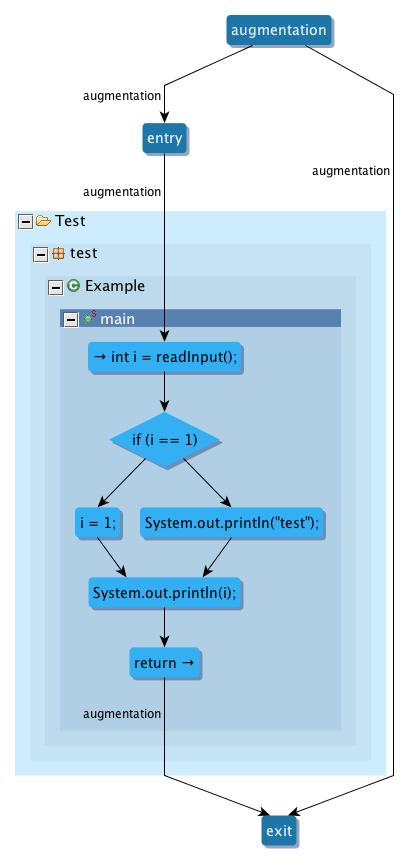 augmentation
augmentation
entry
augmentation
augmentation
Test
test
Example
main
→ int i = readInput();
if (i == 1)
i = 1;
System.out.println("test");
System.out.println(i);
return →
augmentation
exit